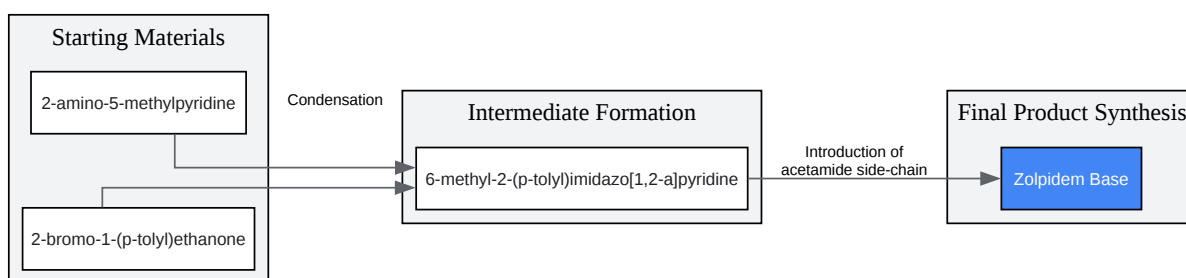 Starting Materials
2-amino-5-methylpyridine
2-bromo-1-(p-tolyl)ethanone
Condensation
Intermediate Formation
6-methyl-2-(p-tolyl)imidazo[1,2-a]pyridine
Introduction of
acetamide side-chain
Final Product Synthesis
Zolpidem Base